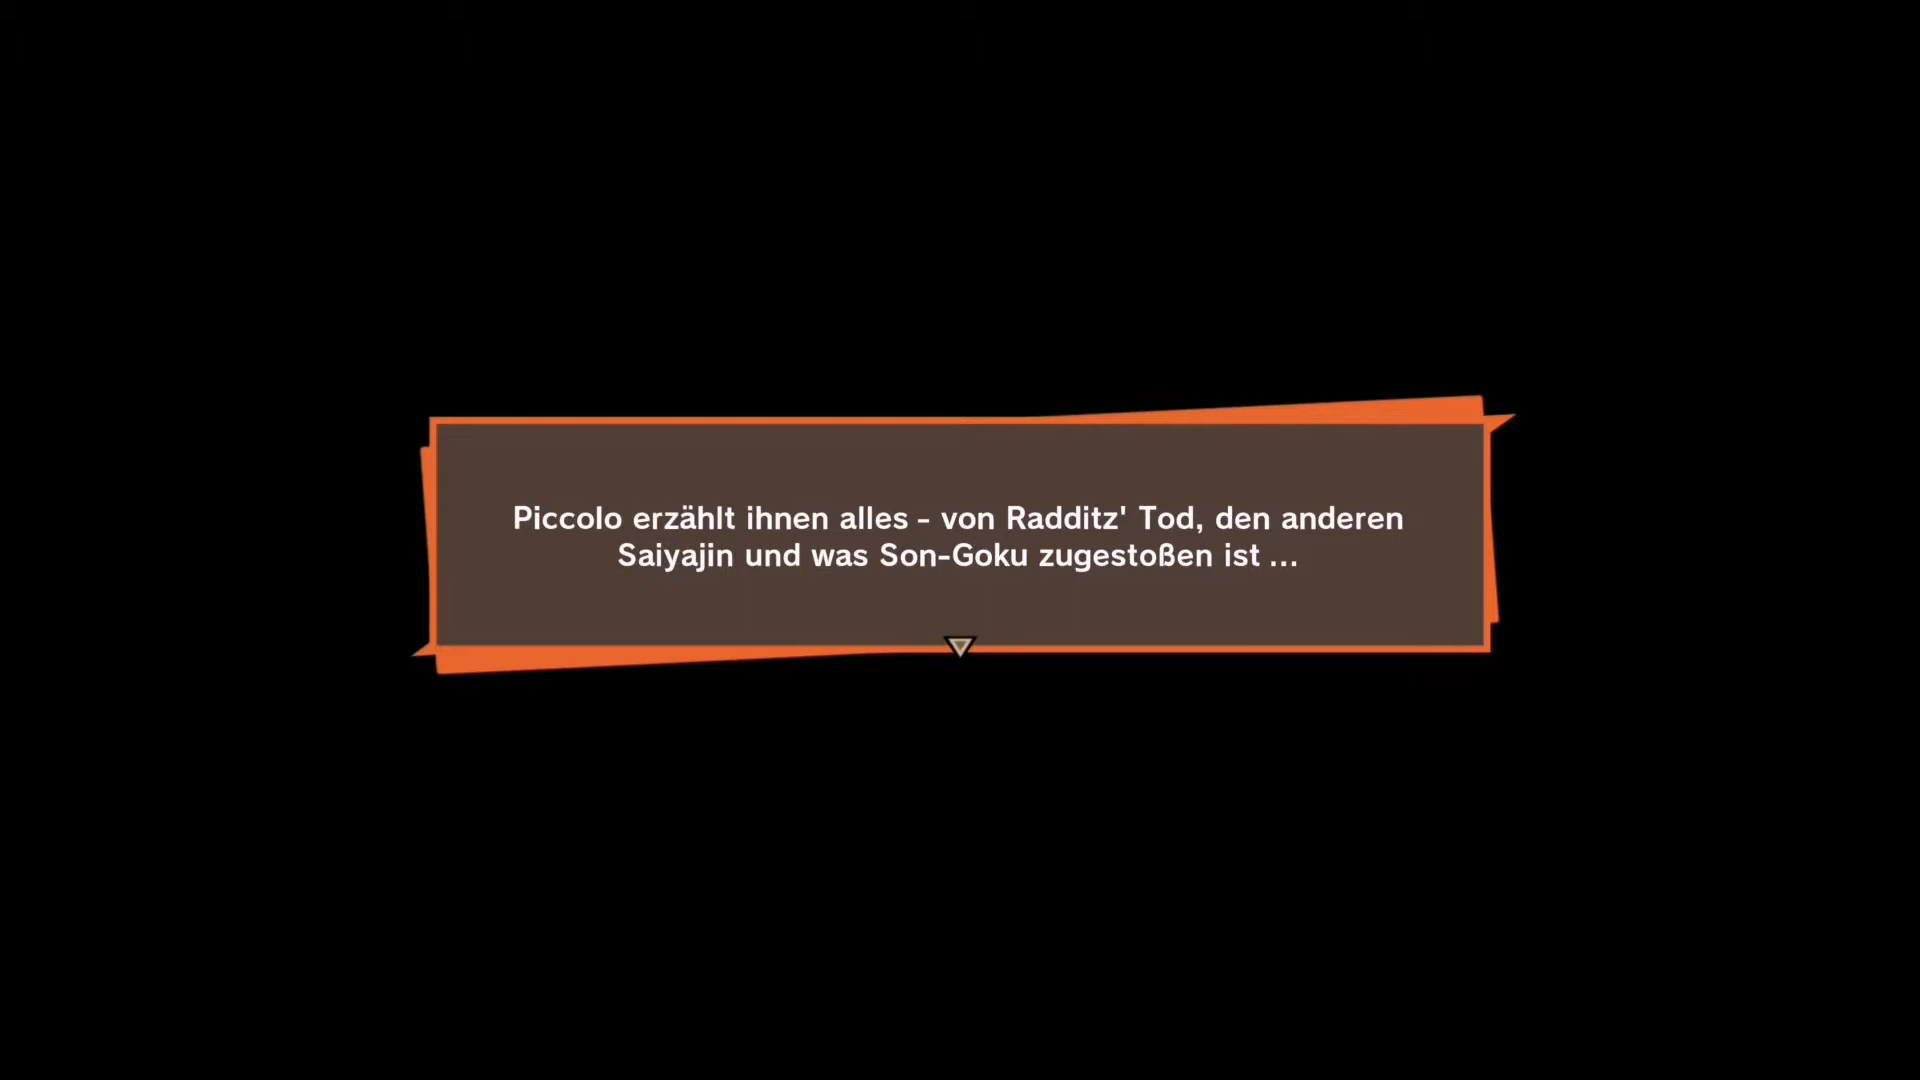 Piccolo erzählt ihnen alles - von Radditz' Tod, den anderen
Saiyajin und was Son-Goku zugestoßen ist ...